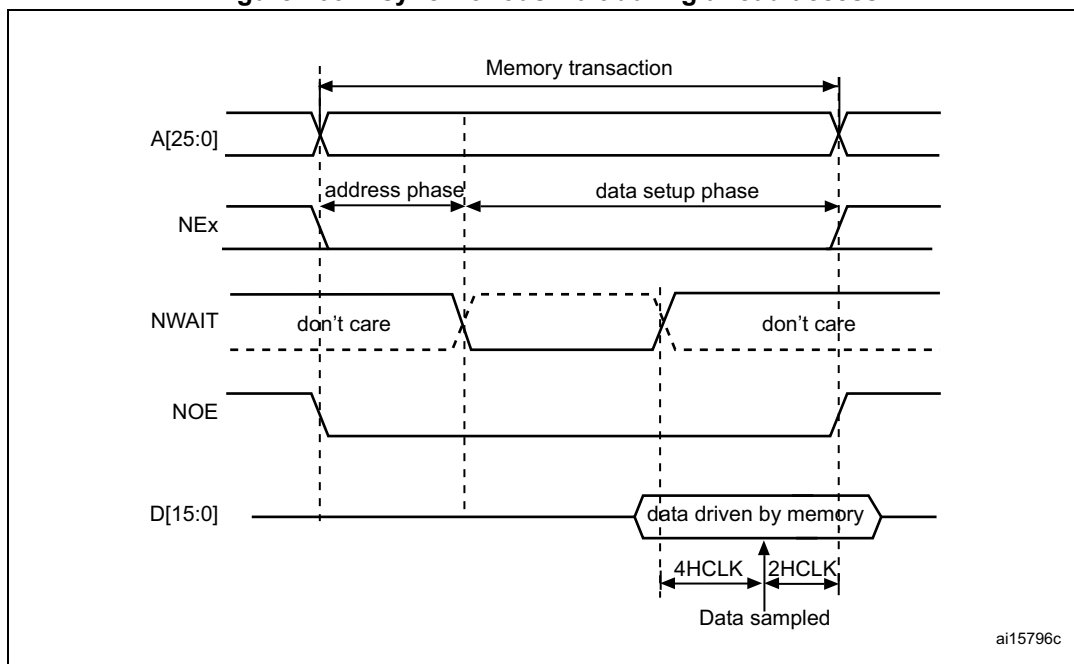 Memory transaction
A[25:0]
address phase
data setup phase
NEx
NWAIT
don't care
don't care
NOE
D[15:0]
data driven by memory
4HCLK
2HCLK
Data sampled
ai15796c